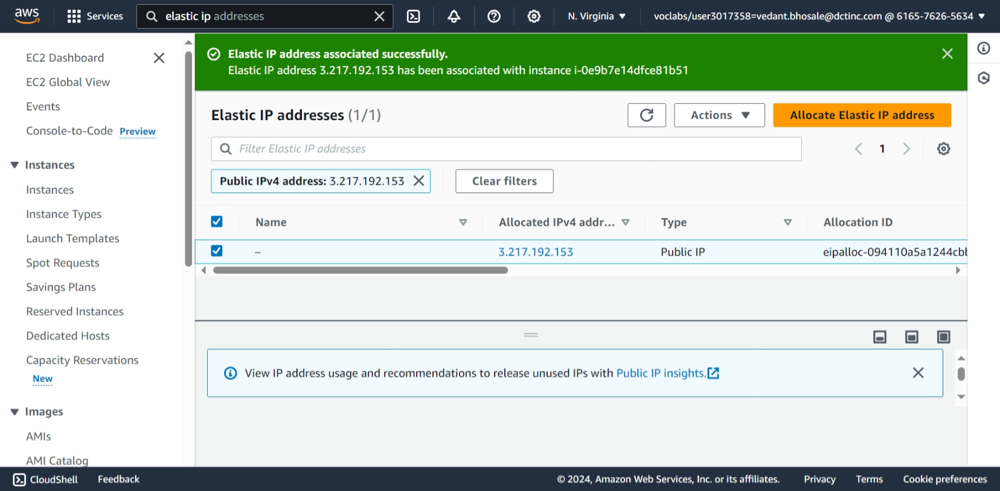 aws
Services
elastic ip addresses
N. Virginia
voclabs/user3017358=vedant.bhosale@dctinc.com @ 6165-7626-5634
EC2 Dashboard
EC2 Global View
Events
Console-to-Code Preview
Instances
Instances
Instance Types
Launch Templates
Spot Requests
Savings Plans
Reserved Instances
Dedicated Hosts
Capacity Reservations
New
Images
AMIs
AMI Catalog
Elastic IP address associated successfully.
Elastic IP address 3.217.192.153 has been associated with instance i-0e9b7e14dfce81b51
Elastic IP addresses (1/1)
Actions
Allocate Elastic IP address
Filter Elastic IP addresses
1
Public IPv4 address: 3.217.192.153
Clear filters
Name Allocated IPv4 addr... Type Allocation ID
– 3.217.192.153 Public IP eipalloc-094110a5a1244cbb
View IP address usage and recommendations to release unused IPs with Public IP insights.
CloudShell Feedback © 2024, Amazon Web Services, Inc. or its affiliates. Privacy Terms Cookie preferences